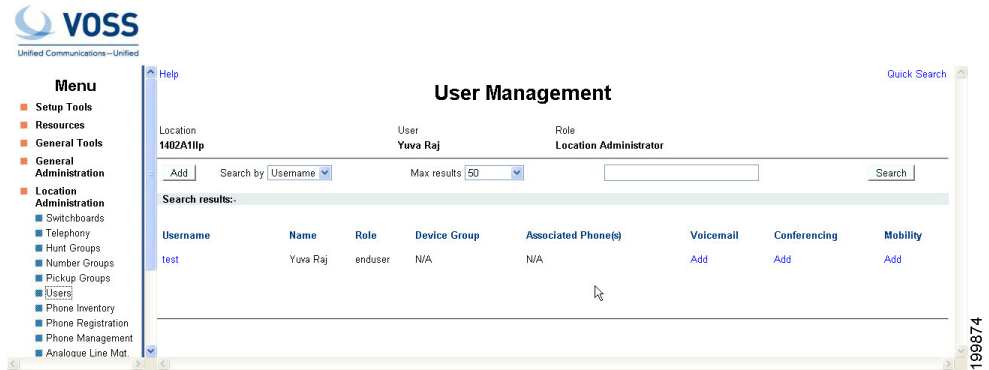 VOSS
Unified Communications—Unified
Menu
Setup Tools
Resources
General Tools
General
Administration
Location
Administration
Switchboards
Telephony
Hunt Groups
Number Groups
Pickup Groups
Users
Phone Inventory
Phone Registration
Phone Management
Analogue Line Mgt.
Help
Quick Search
User Management
Location User Role
1402A1llp Yuva Raj Location Administrator
Add Search by Username Max results 50 Search
Search results:-
Username Name Role Device Group Associated Phone(s) Voicemail Conferencing Mobility
test Yuva Raj enduser N/A N/A Add Add Add
199874